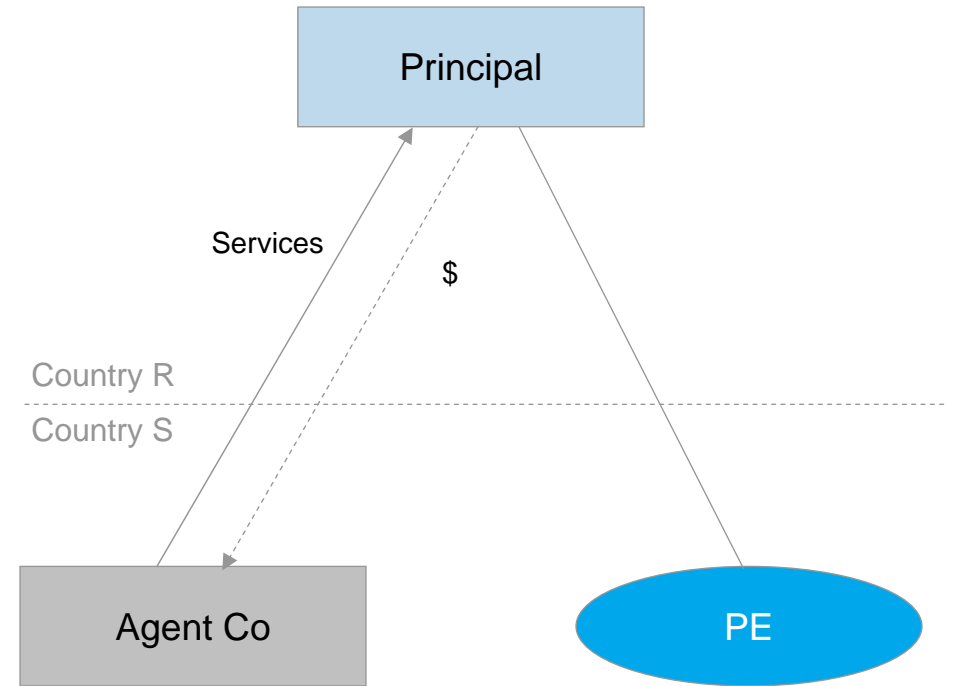 Principal
Services
$
Country R
Country S
Agent Co
PE